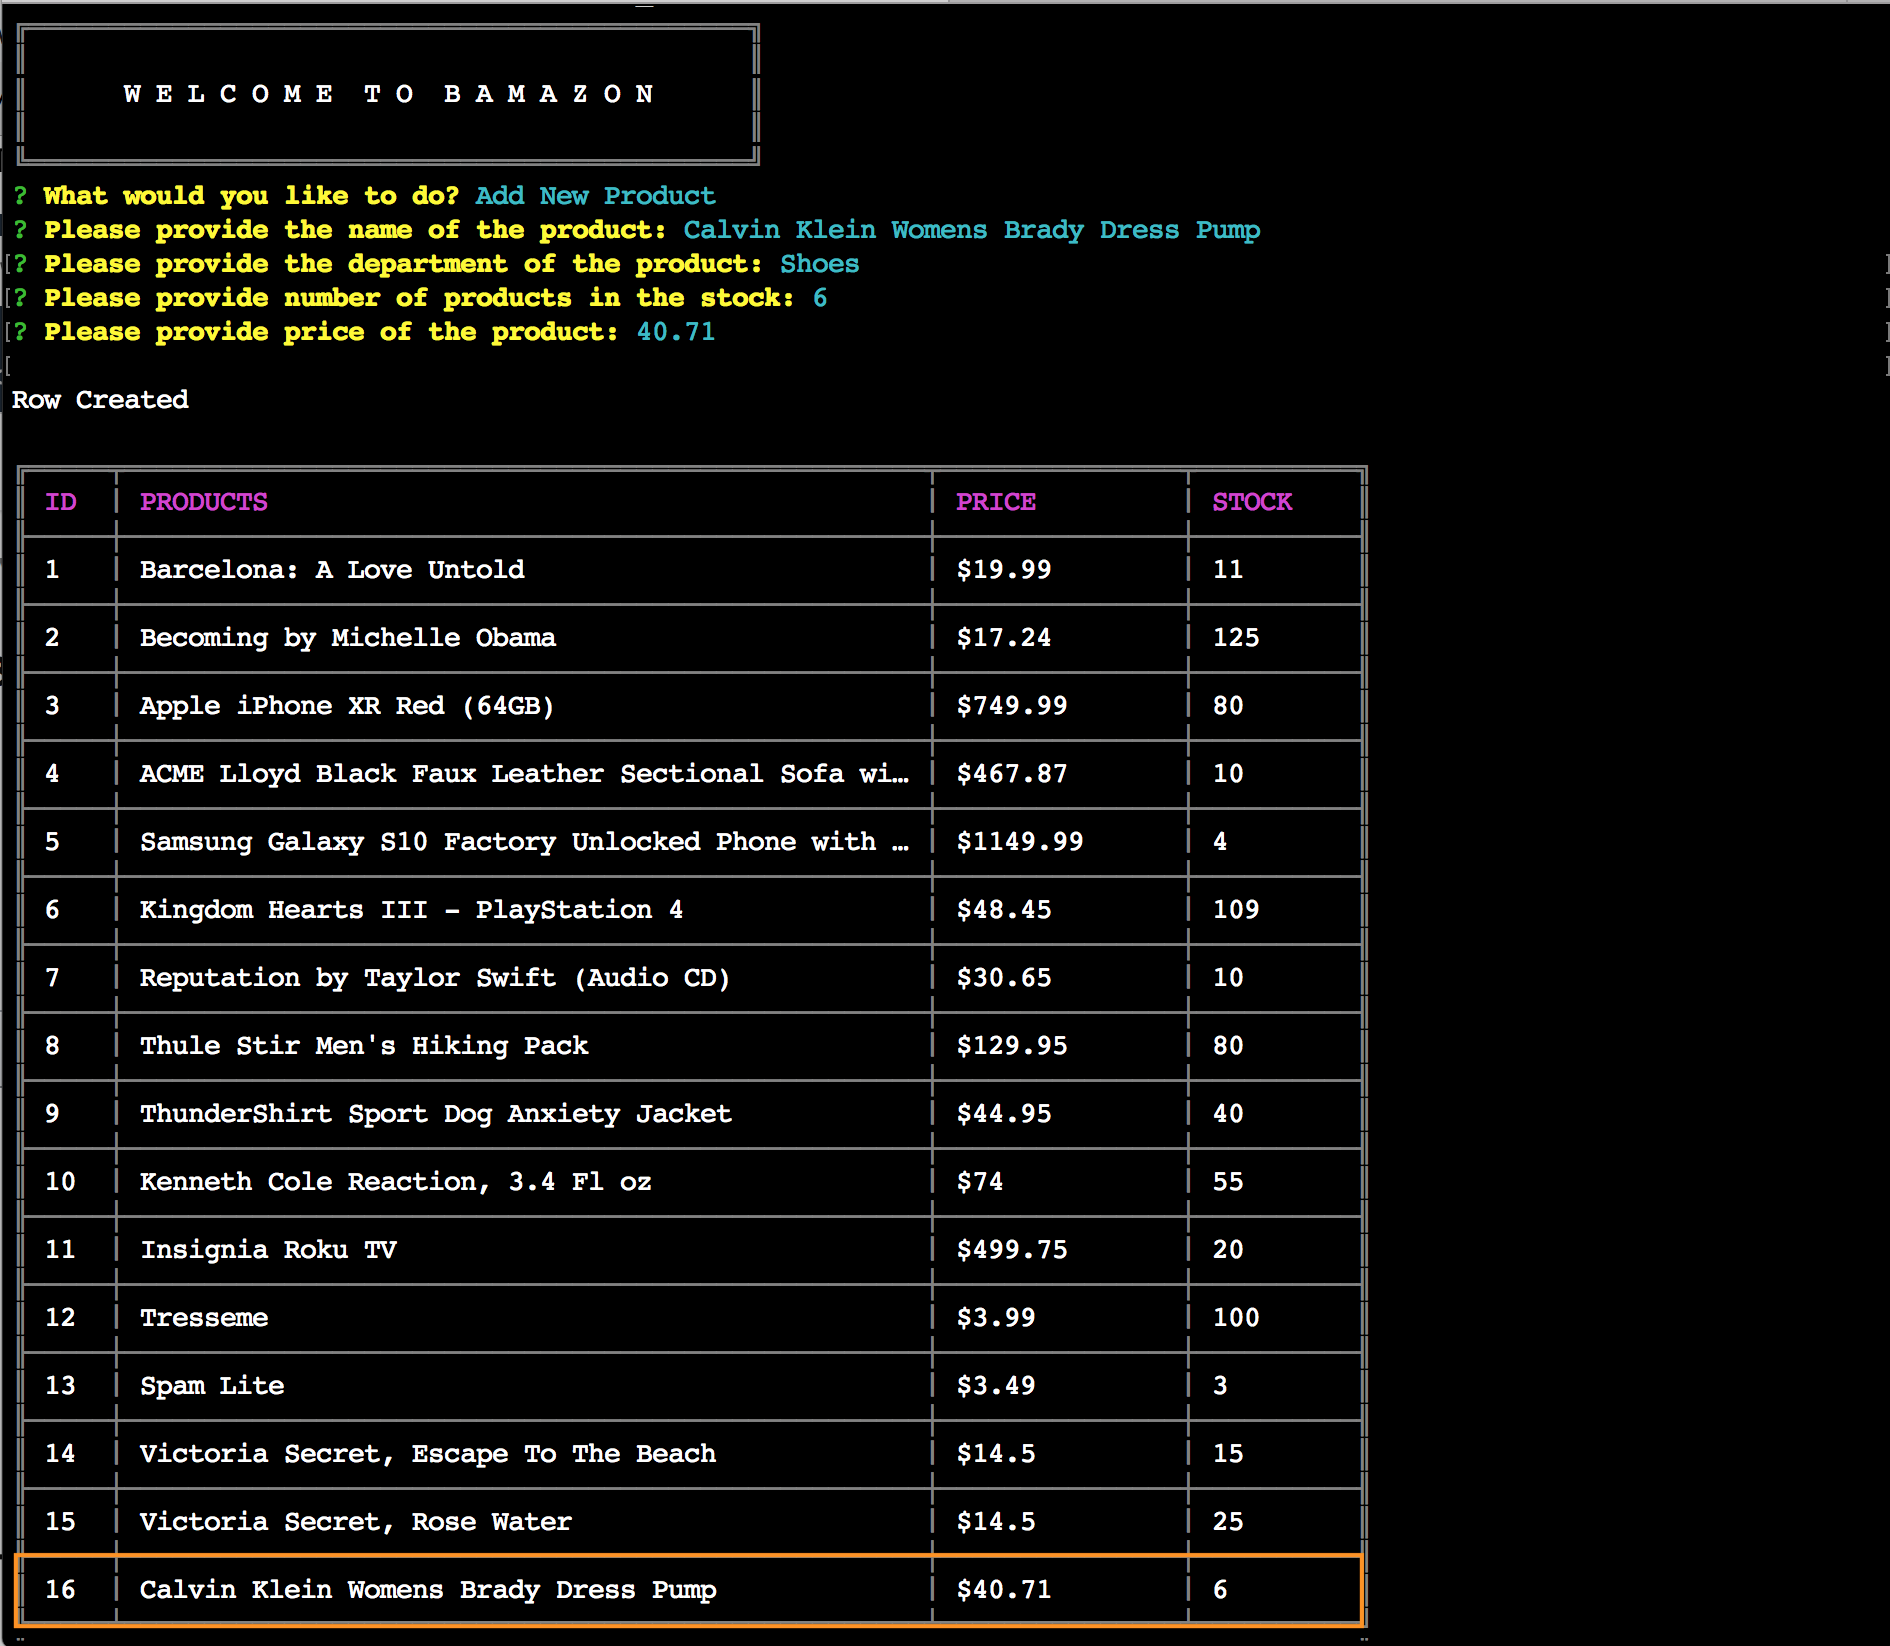 W E L C O M E  T O  B A M A Z O N
? What would you like to do? Add New Product
? Please provide the name of the product: Calvin Klein Womens Brady Dress Pump
[? Please provide the department of the product: Shoes ]
[? Please provide number of products in the stock: 6 ]
[? Please provide price of the product: 40.71 ]
[ ]
Row Created
ID PRODUCTS PRICE STOCK
1 Barcelona: A Love Untold $19.99 11
2 Becoming by Michelle Obama $17.24 125
3 Apple iPhone XR Red (64GB) $749.99 80
4 ACME Lloyd Black Faux Leather Sectional Sofa wi… $467.87 10
5 Samsung Galaxy S10 Factory Unlocked Phone with … $1149.99 4
6 Kingdom Hearts III – PlayStation 4 $48.45 109
7 Reputation by Taylor Swift (Audio CD) $30.65 10
8 Thule Stir Men's Hiking Pack $129.95 80
9 ThunderShirt Sport Dog Anxiety Jacket $44.95 40
10 Kenneth Cole Reaction, 3.4 Fl oz $74 55
11 Insignia Roku TV $499.75 20
12 Tresseme $3.99 100
13 Spam Lite $3.49 3
14 Victoria Secret, Escape To The Beach $14.5 15
15 Victoria Secret, Rose Water $14.5 25
16 Calvin Klein Womens Brady Dress Pump $40.71 6